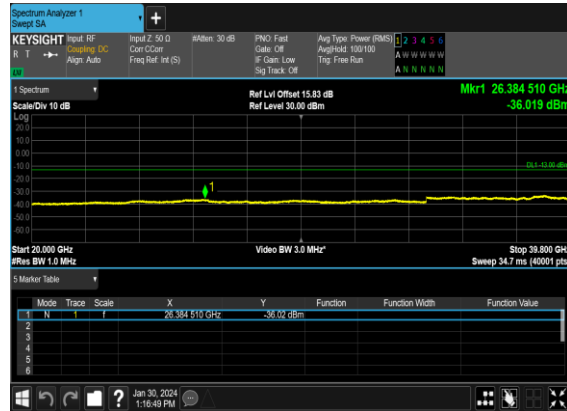 Spectrum Analyzer 1
Swept SA
+
KEYSIGHT Input: RF Input Z: 50 Ω #Atten: 30 dB PNO: Fast Avg Type: Power (RMS) 1 2 3 4 5 6
R T Coupling: DC Corr CCorr Gate: Off Avg|Hold: 100/100 A W W W W W
Align: Auto Freq Ref: Int (S) IF Gain: Low Trig: Free Run
LXI Sig Track: Off A N N N N N
1 Spectrum Ref Lvl Offset 15.83 dB Mkr1 26.384 510 GHz
Scale/Div 10 dB Ref Level 30.00 dBm -36.019 dBm
Log
20.0
10.0
0.00
-10.0
DL1 -13.00 dBm
-20.0
1
-30.0
-40.0
-50.0
-60.0
Start 20.000 GHz Video BW 3.0 MHz* Stop 39.800 GHz
#Res BW 1.0 MHz Sweep 34.7 ms (40001 pts
5 Marker Table
Mode Trace Scale X Y Function Function Width Function Value
1 N 1 f 26.384 510 GHz -36.02 dBm
2
3
4
5
6
? Jan 30, 2024
1:16:49 PM